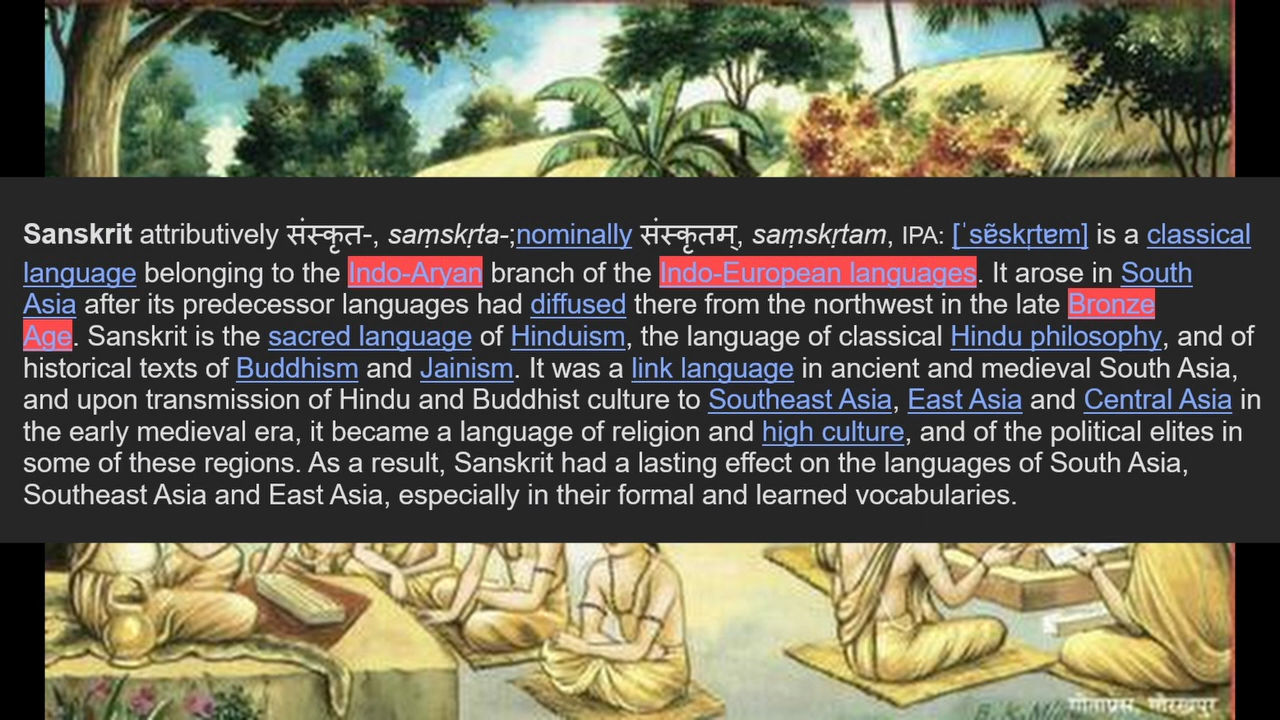 Sanskrit attributively संस्कृत-, saṃskṛta-;nominally संस्कृतम्, saṃskṛtam, IPA: [ˈsɐ̃skr̩tɐm] is a classical
language belonging to the Indo-Aryan branch of the Indo-European languages. It arose in South
Asia after its predecessor languages had diffused there from the northwest in the late Bronze
Age. Sanskrit is the sacred language of Hinduism, the language of classical Hindu philosophy, and of
historical texts of Buddhism and Jainism. It was a link language in ancient and medieval South Asia,
and upon transmission of Hindu and Buddhist culture to Southeast Asia, East Asia and Central Asia in
the early medieval era, it became a language of religion and high culture, and of the political elites in
some of these regions. As a result, Sanskrit had a lasting effect on the languages of South Asia,
Southeast Asia and East Asia, especially in their formal and learned vocabularies.
गीताप्रेस, गोरखपुर